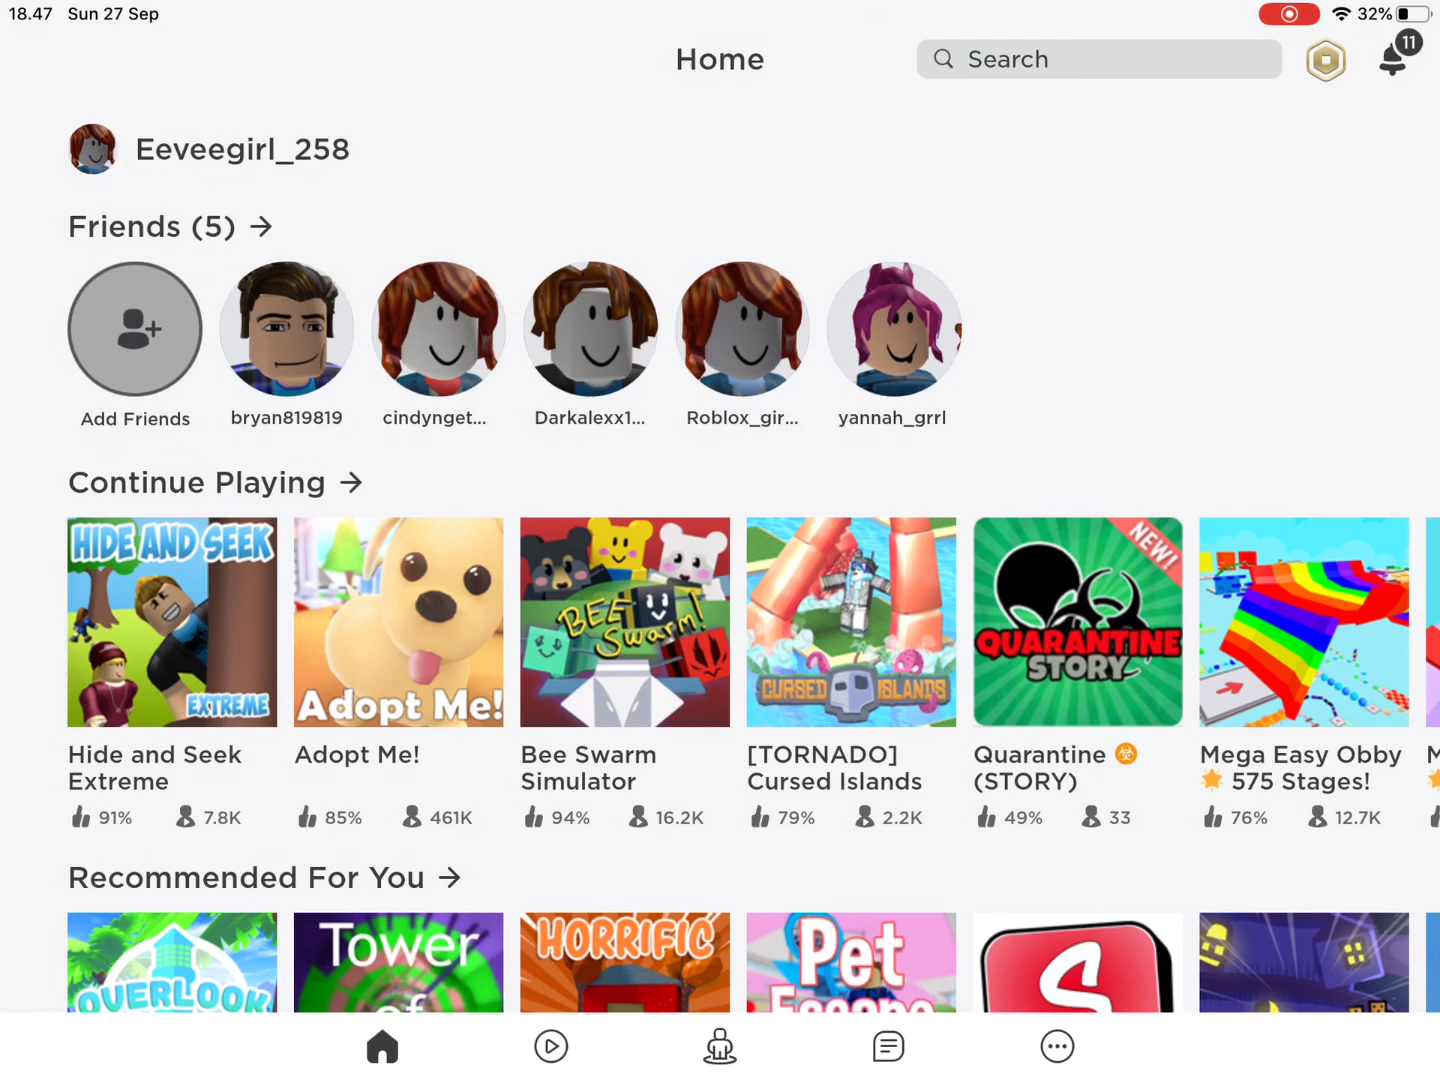 18.47 Sun 27 Sep
32%
Home
Search
11
Eeveegirl_258
Friends (5)
Add Friends
bryan819819
cindynget...
Darkalexx1...
Roblox_gir...
yannah_grrl
Continue Playing
HIDE AND SEEK
EXTREME
Adopt Me!
BEE
Swarm!
CURSED ISLANDS
NEW!
QUARANTINE
STORY
Hide and Seek
Extreme
91% 7.8K
Adopt Me!
85% 461K
Bee Swarm
Simulator
94% 16.2K
[TORNADO]
Cursed Islands
79% 2.2K
Quarantine ☣
(STORY)
49% 33
Mega Easy Obby
🌟 575 Stages!
76% 12.7K
Recommended For You
OVERLOOK
Tower
of
HORRIFIC
Pet
Escape
S